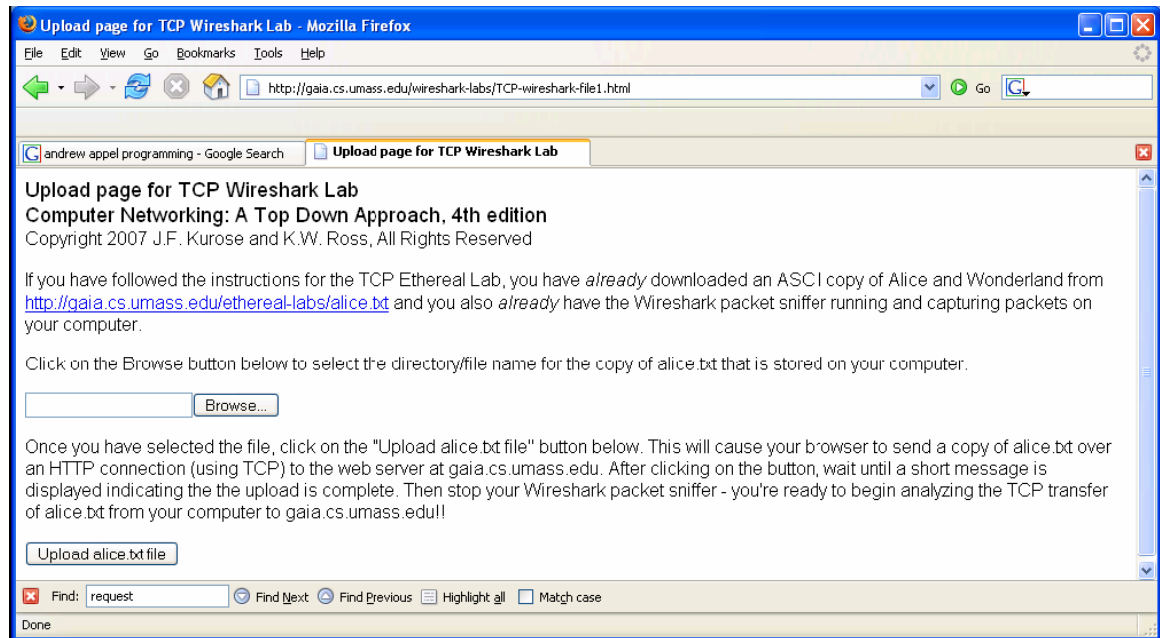 Upload page for TCP Wireshark Lab - Mozilla Firefox
File Edit View Go Bookmarks Tools Help
http://gaia.cs.umass.edu/wireshark-labs/TCP-wireshark-file1.html Go G
G andrew appel programming - Google Search Upload page for TCP Wireshark Lab
Upload page for TCP Wireshark Lab
Computer Networking: A Top Down Approach, 4th edition
Copyright 2007 J.F. Kurose and K.W. Ross, All Rights Reserved
If you have followed the instructions for the TCP Ethereal Lab, you have already downloaded an ASCI copy of Alice and Wonderland from
http://gaia.cs.umass.edu/ethereal-labs/alice.txt and you also already have the Wireshark packet sniffer running and capturing packets on
your computer.
Click on the Browse button below to select the directory/file name for the copy of alice.txt that is stored on your computer.
Browse...
Once you have selected the file, click on the "Upload alice.txt file" button below. This will cause your browser to send a copy of alice.txt over
an HTTP connection (using TCP) to the web server at gaia.cs.umass.edu. After clicking on the button, wait until a short message is
displayed indicating the the upload is complete. Then stop your Wireshark packet sniffer - you're ready to begin analyzing the TCP transfer
of alice.txt from your computer to gaia.cs.umass.edu!!
Upload alice.txt file
Find: request Find Next Find Previous Highlight all Match case
Done